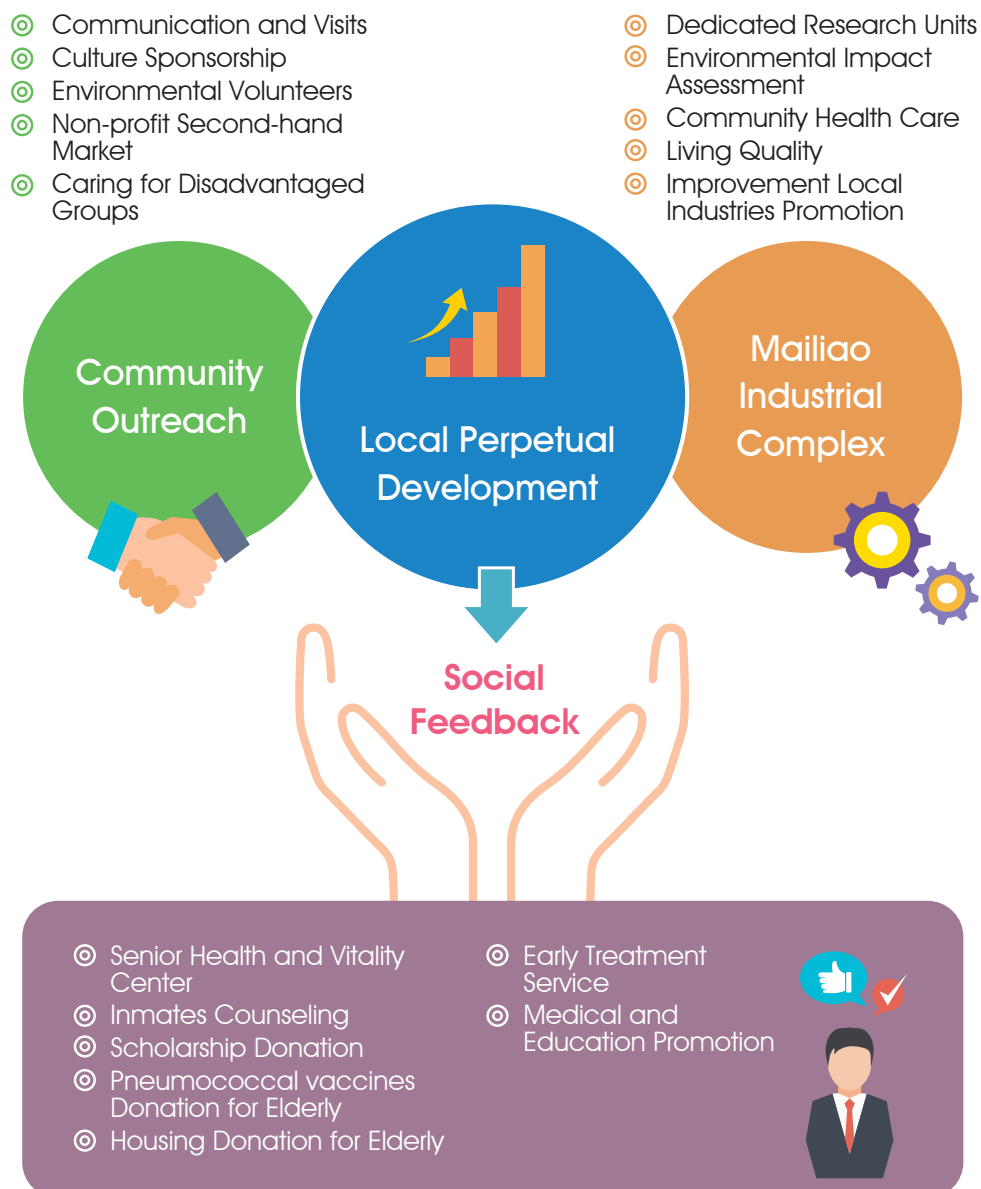 Communication and Visits
Culture Sponsorship
Environmental Volunteers
Non-profit Second-hand
Market
Caring for Disadvantaged
Groups
Dedicated Research Units
Environmental Impact
Assessment
Community Health Care
Living Quality
Improvement Local
Industries Promotion
Community
Outreach
Local Perpetual
Development
Mailiao
Industrial
Complex
Social
Feedback
Senior Health and Vitality
Center
Inmates Counseling
Scholarship Donation
Pneumococcal vaccines
Donation for Elderly
Housing Donation for Elderly
Early Treatment
Service
Medical and
Education Promotion